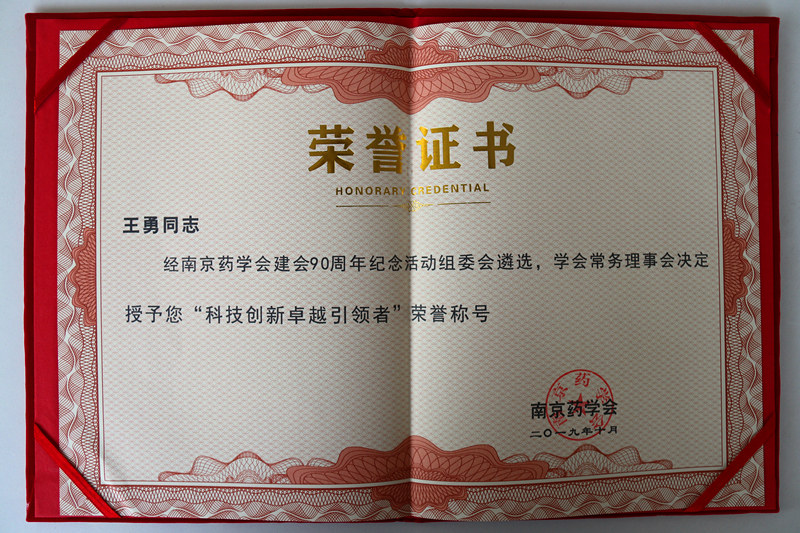 荣誉证书
HONORARY CREDENTIAL
王勇同志
经南京药学会建会90周年纪念活动组委会遴选，学会常务理事会决定
授予您“科技创新卓越引领者”荣誉称号
南京药学会
二〇一九年十月